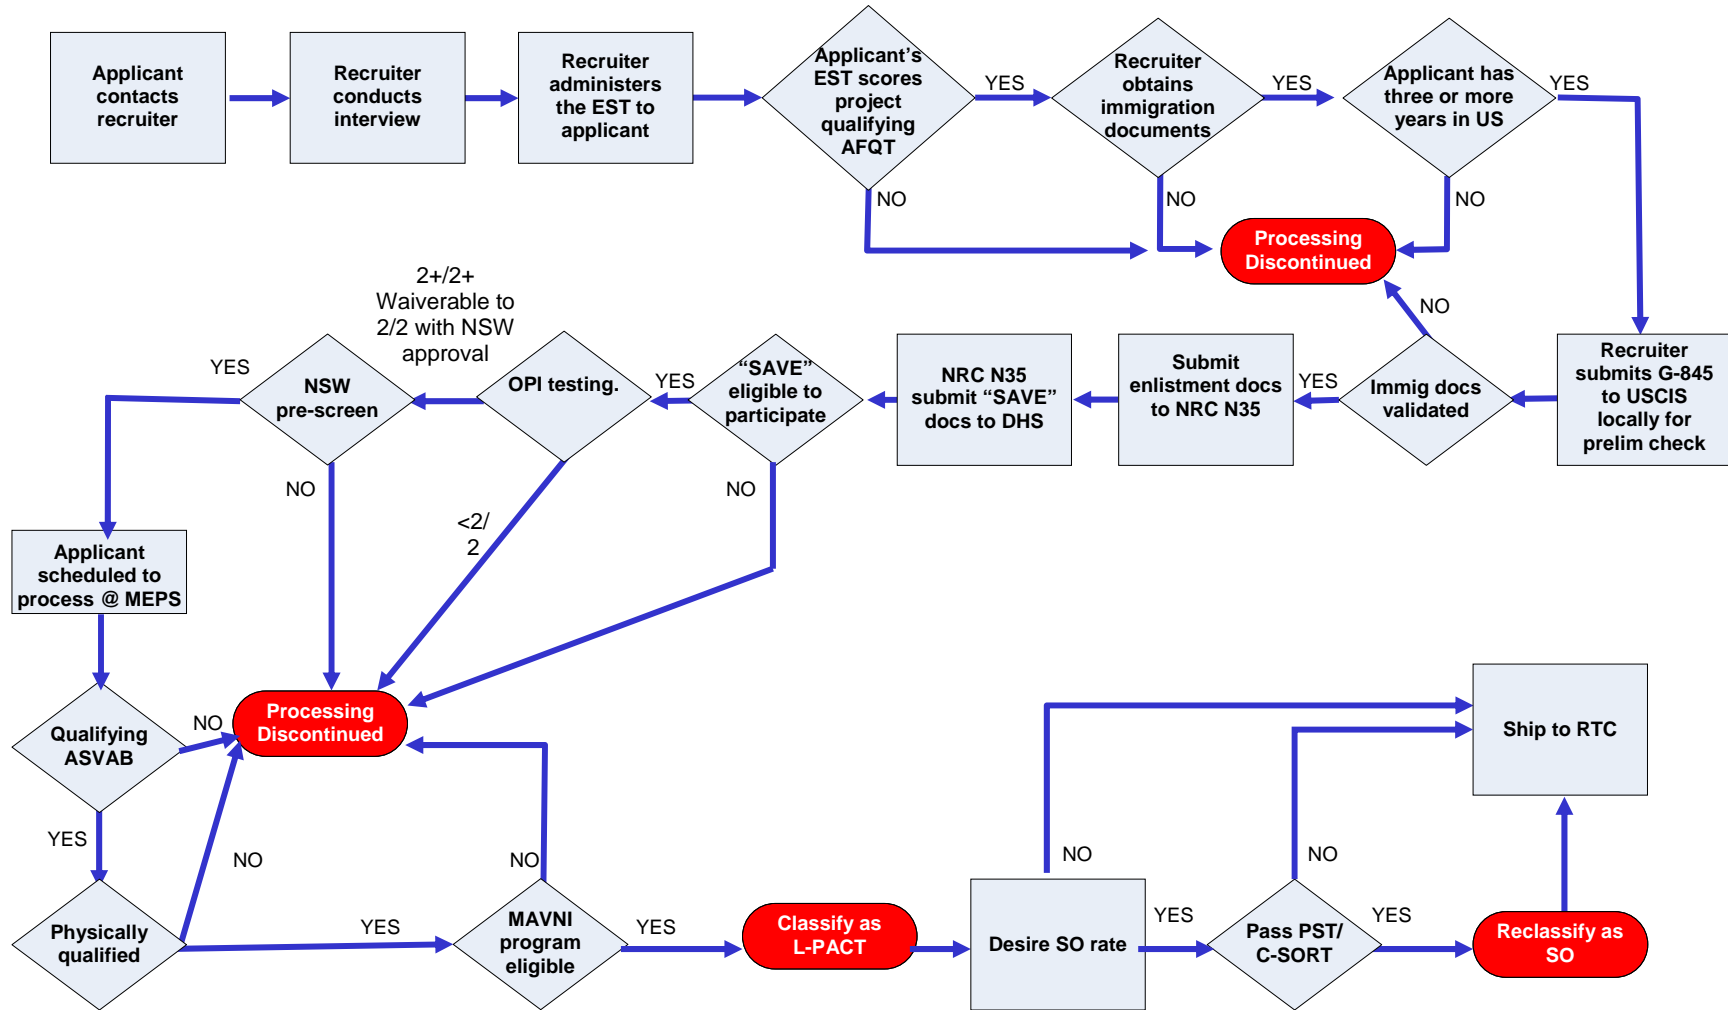 Applicant
contacts
recruiter
Recruiter
conducts
interview
Recruiter
administers
the EST to
applicant
Applicant’s
EST scores
project
qualifying
AFQT
YES
NO
Recruiter
obtains
immigration
documents
YES
NO
Applicant has
three or more
years in US
YES
NO
Processing
Discontinued
Recruiter
submits G-845
to USCIS
locally for
prelim check
Immig docs
validated
NO
YES
Submit
enlistment docs
to NRC N35
NRC N35
submit “SAVE”
docs to DHS
“SAVE”
eligible to
participate
YES
NO
OPI testing.
2+/2+
Waiverable to
2/2 with NSW
approval
<2/
2
NSW
pre-screen
YES
NO
Applicant
scheduled to
process @ MEPS
Qualifying
ASVAB
NO
YES
Processing
Discontinued
Physically
qualified
NO
YES
MAVNI
program
eligible
NO
YES
Classify as
L-PACT
Desire SO rate
NO
YES
Pass PST/
C-SORT
NO
YES
Reclassify as
SO
Ship to RTC